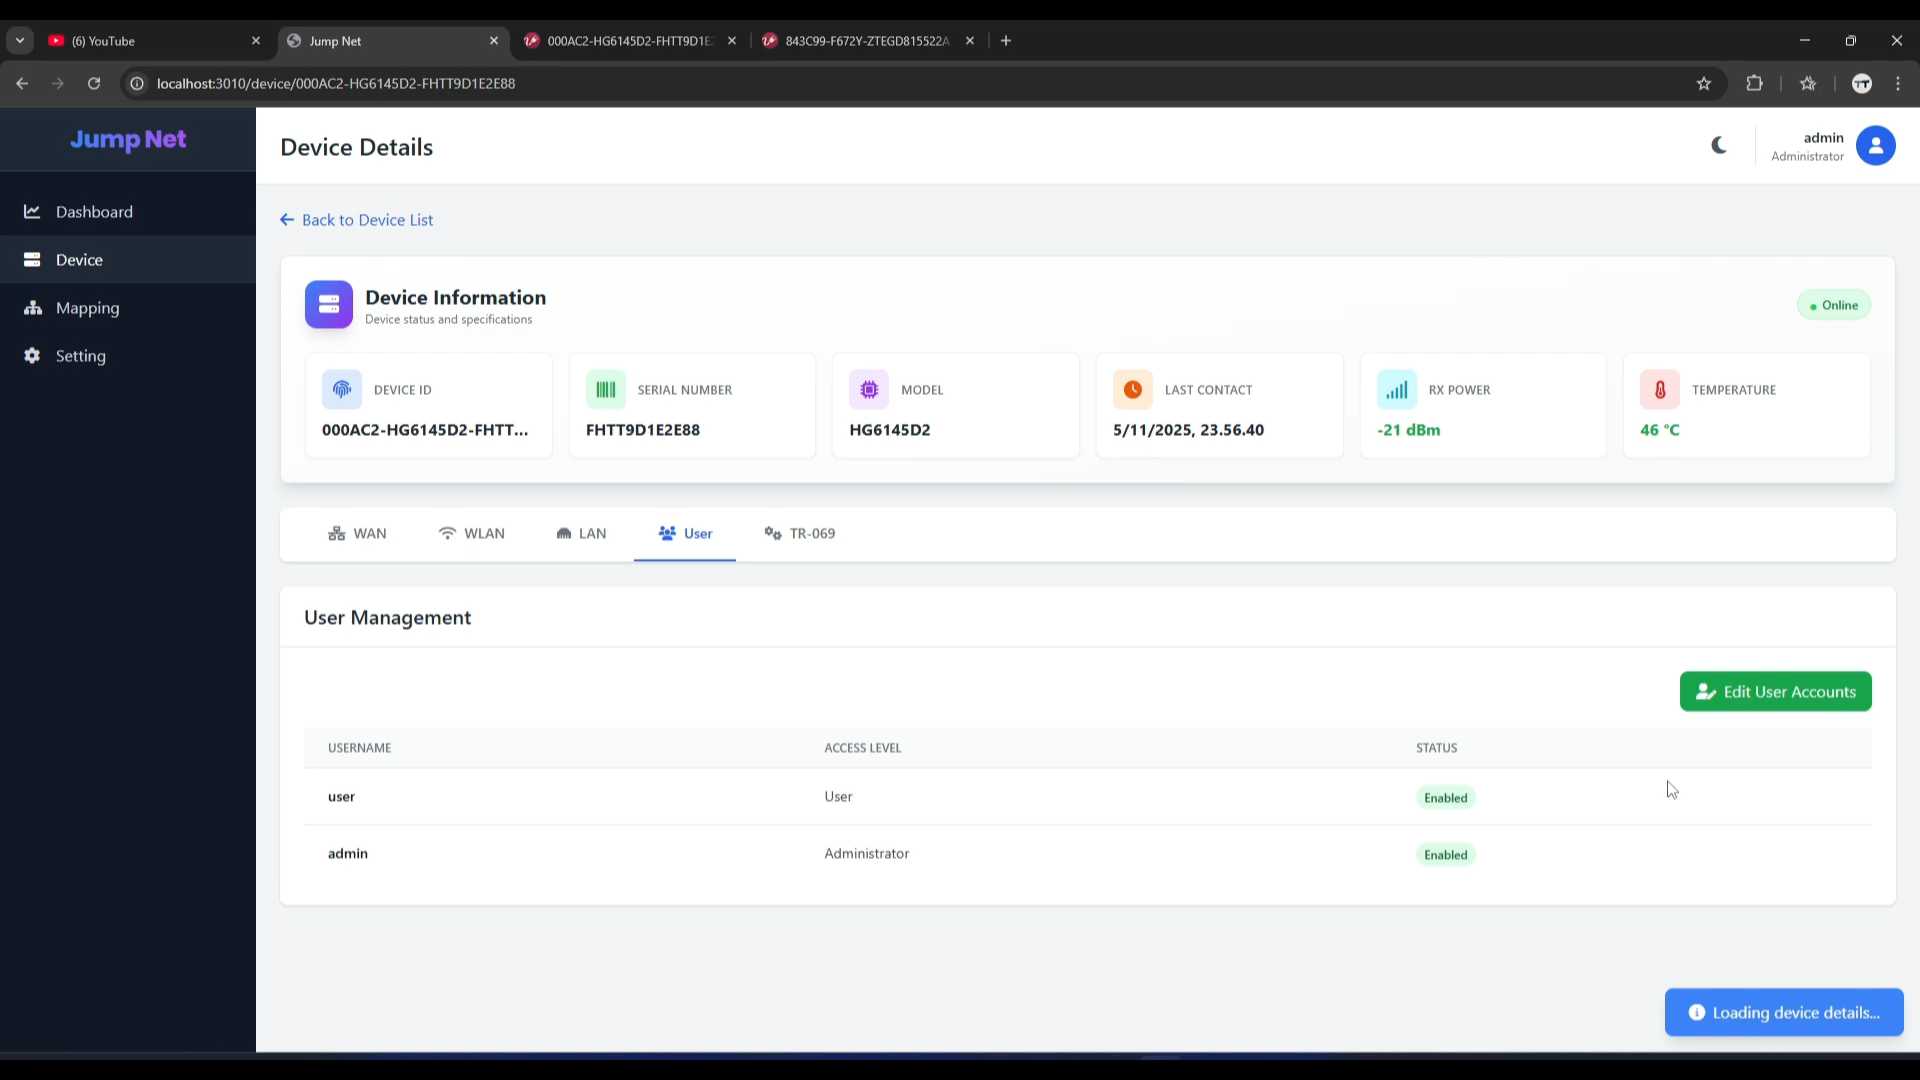 (6) YouTube
Jump Net
000AC2-HG6145D2-FHTT9D1E2
843C99-F672Y-ZTEGD815522A
localhost:3010/device/000AC2-HG6145D2-FHTT9D1E2E88
Jump Net
Device Details
admin
Administrator
Dashboard
Device
Mapping
Setting
Back to Device List
Device Information
Device status and specifications
Online
DEVICE ID
000AC2-HG6145D2-FHTT...
SERIAL NUMBER
FHTT9D1E2E88
MODEL
HG6145D2
LAST CONTACT
5/11/2025, 23.56.40
RX POWER
-21 dBm
TEMPERATURE
46 °C
WAN
WLAN
LAN
User
TR-069
User Management
Edit User Accounts
USERNAME ACCESS LEVEL STATUS
user User Enabled
admin Administrator Enabled
Loading device details...